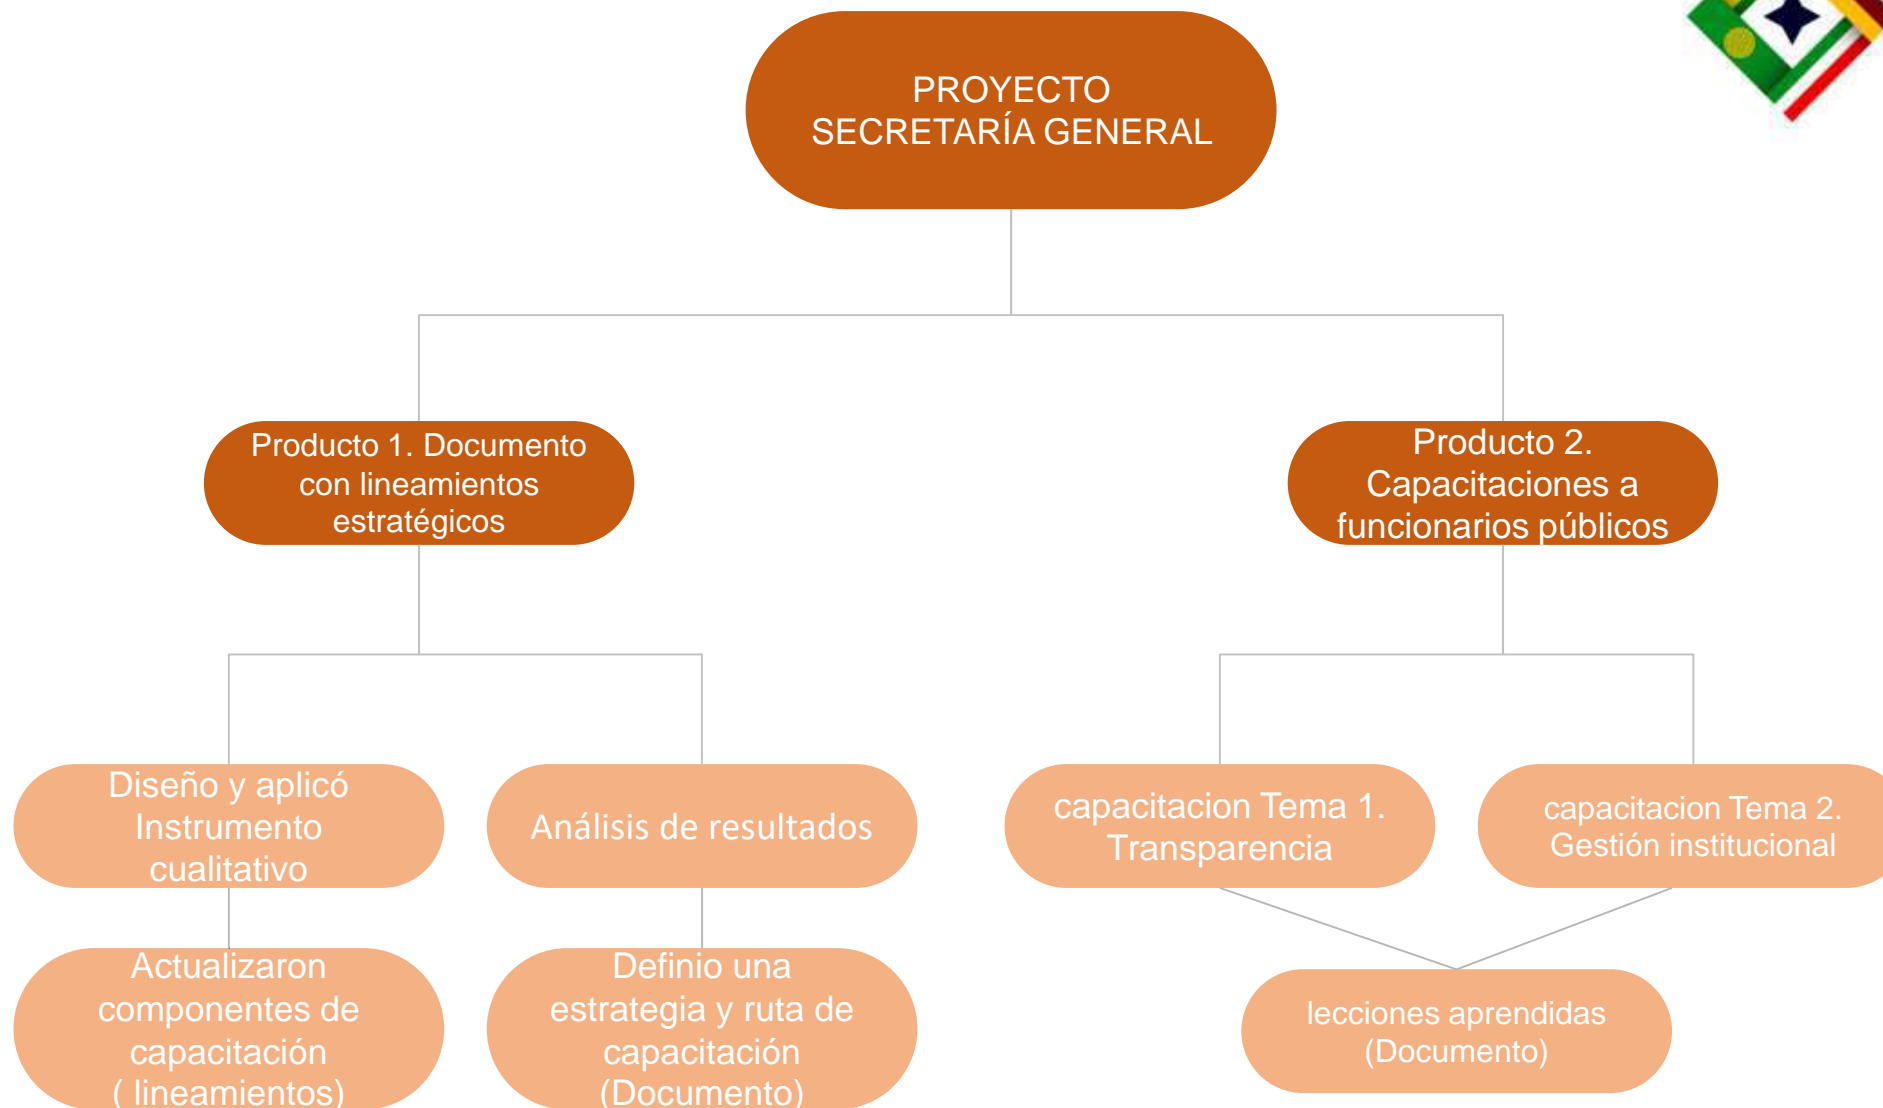 PROYECTO
SECRETARÍA GENERAL
Producto 1. Documento
con lineamientos
estratégicos
Producto 2.
Capacitaciones a
funcionarios públicos
Diseño y aplicó
Instrumento
cualitativo
Análisis de resultados
capacitacion Tema 1.
Transparencia
capacitacion Tema 2.
Gestión institucional
Actualizaron
componentes de
capacitación
( lineamientos)
Definio una
estrategia y ruta de
capacitación
(Documento)
lecciones aprendidas
(Documento)